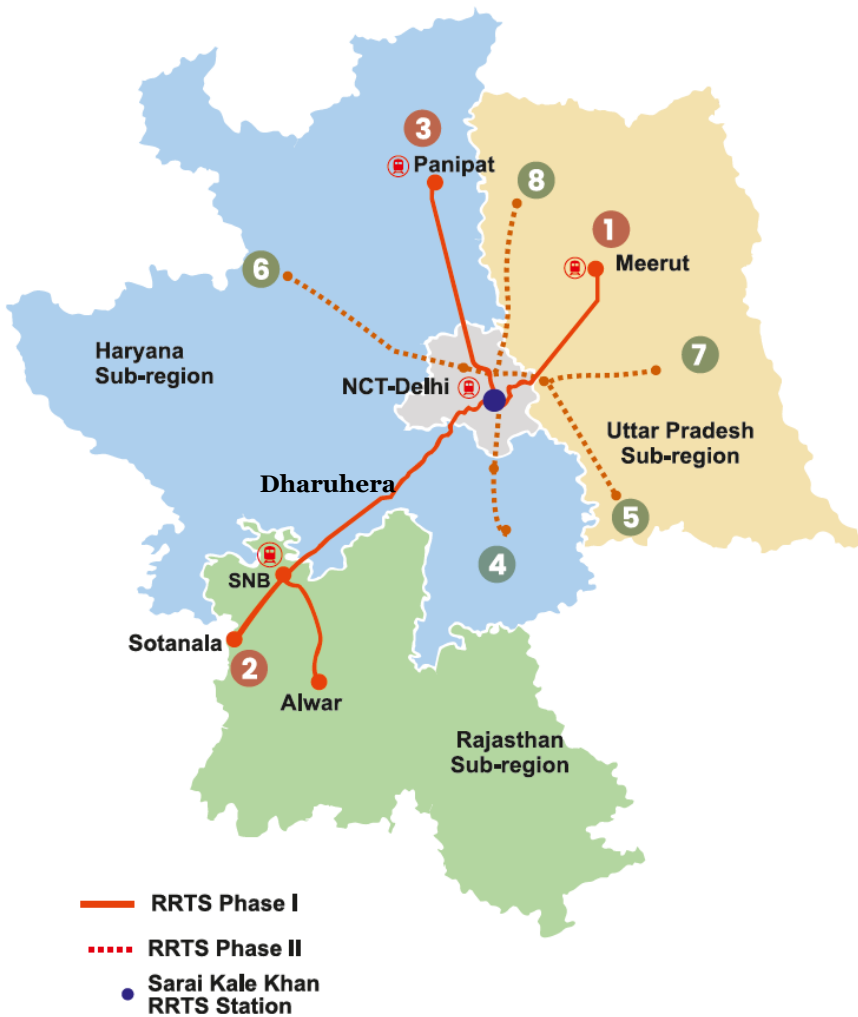 3
Panipat
8
1
Meerut
6
Haryana
Sub-region
NCT-Delhi
7
Uttar Pradesh
Sub-region
Dharuhera
5
4
SNB
Sotanala
2
Alwar
Rajasthan
Sub-region
RRTS Phase I
RRTS Phase II
Sarai Kale Khan
RRTS Station